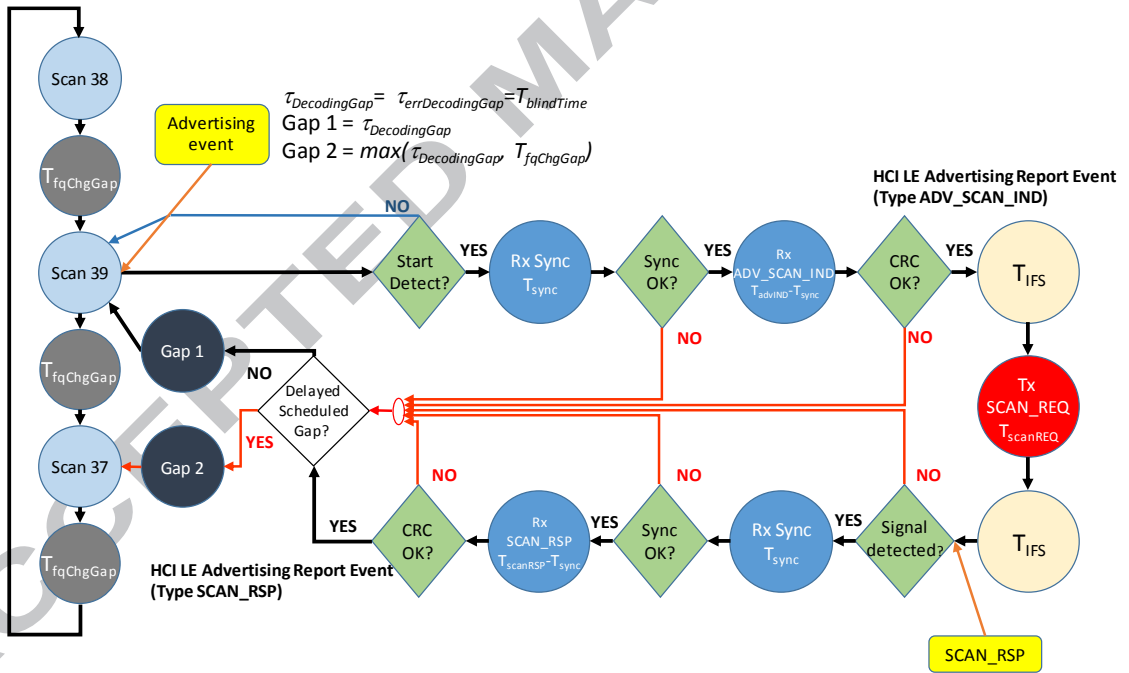 ACCEPTED MA
Scan 38
T_fqChgGap
Scan 39
T_fqChgGap
Scan 37
T_fqChgGap
Advertising
event
τ_DecodingGap= τ_errDecodingGap=T_blindTime
Gap 1 = τ_DecodingGap
Gap 2 = max(τ_DecodingGap, T_fqChgGap)
HCI LE Advertising Report Event
(Type ADV_SCAN_IND)
NO
Start
Detect?
YES
Rx Sync
T_sync
Sync
OK?
YES
Rx
ADV_SCAN_IND
T_advIND-T_sync
CRC
OK?
YES
T_IFS
NO
NO
Gap 1
NO
Delayed
Scheduled
Gap?
YES
Gap 2
Tx
SCAN_REQ
T_scanREQ
NO
NO
NO
YES
CRC
OK?
Rx
SCAN_RSP
T_scanRSP-T_sync
YES
Sync
OK?
Rx Sync
T_sync
YES
Signal
detected?
T_IFS
HCI LE Advertising Report Event
(Type SCAN_RSP)
SCAN_RSP